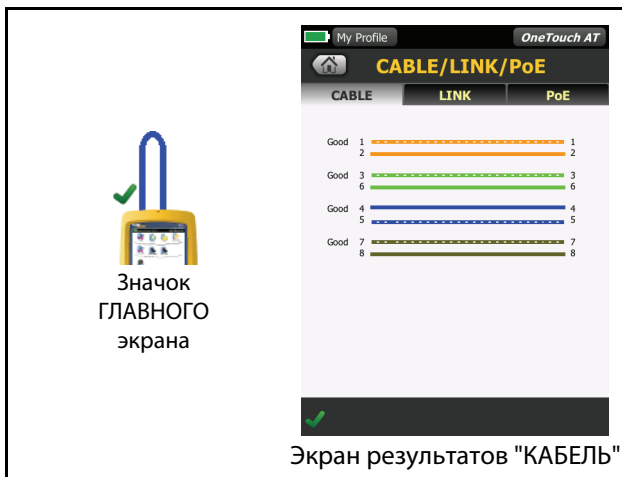 My Profile OneTouch AT
CABLE/LINK/PoE
CABLE LINK PoE
Good 1 1
2 2
Good 3 3
6 6
Good 4 4
5 5
Good 7 7
8 8
Значок
ГЛАВНОГО
экрана
Экран результатов "КАБЕЛЬ"